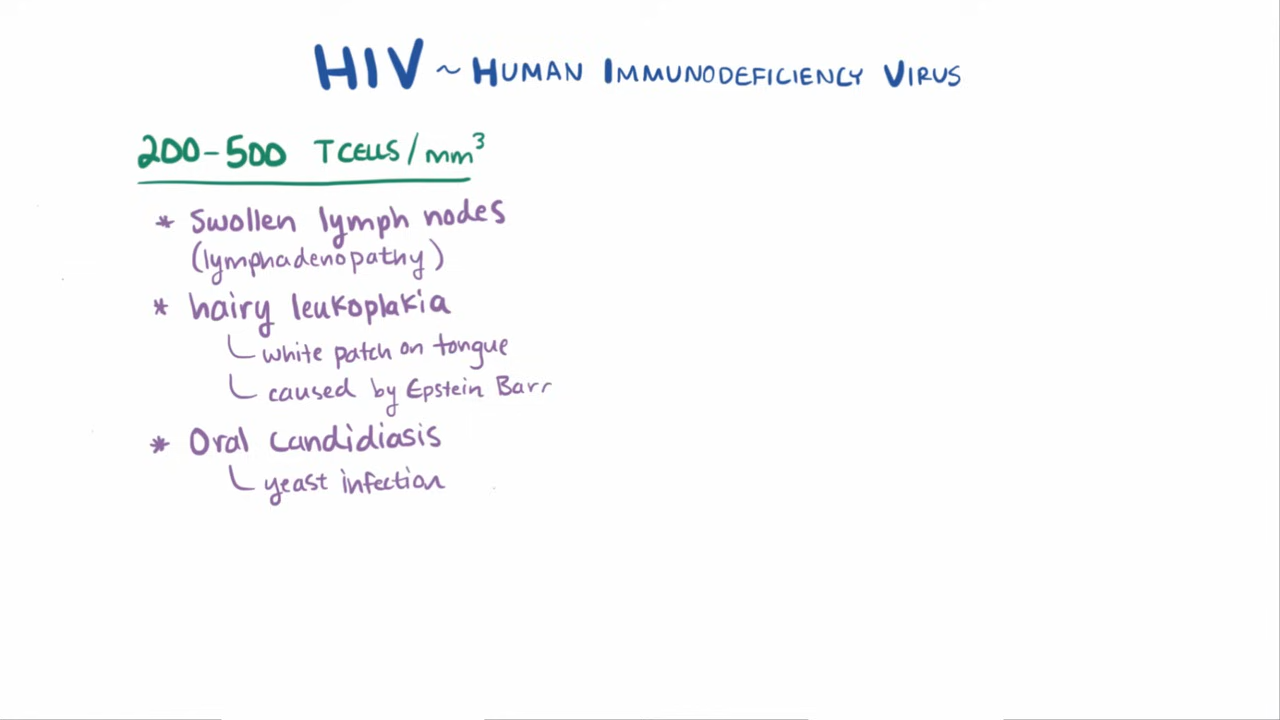 HIV ~ HUMAN IMMUNODEFICIENCY VIRUS
200-500 T CELLS/mm³
* Swollen lymph nodes
(lymphadenopathy)
* hairy leukoplakia
white patch on tongue
caused by Epstein Barr
* Oral candidiasis
yeast infection